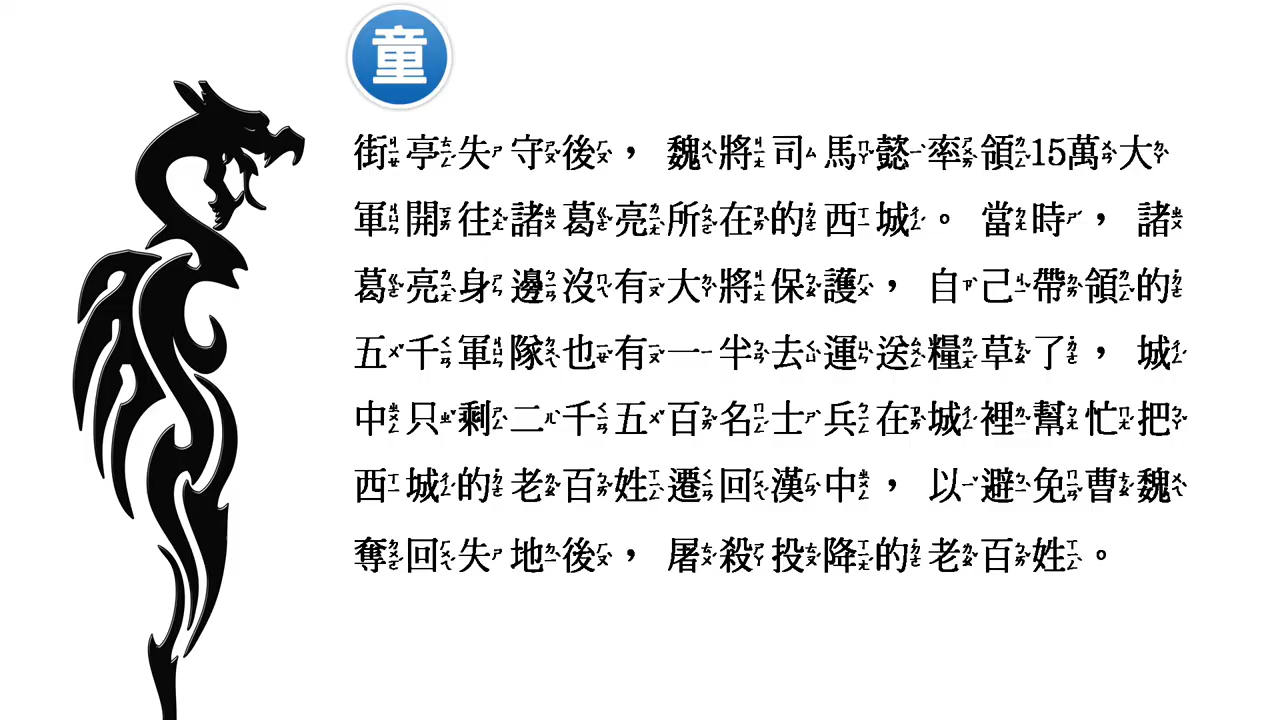 童
街亭失守後，魏將司馬懿率領15萬大
軍開往諸葛亮所在的西城。當時，諸
葛亮身邊沒有大將保護，自己帶領的
五千軍隊也有一半去運送糧草了，城
中只剩二千五百名士兵在城裡幫忙把
西城的老百姓遷回漢中，以避免曹魏
奪回失地後，屠殺投降的老百姓。